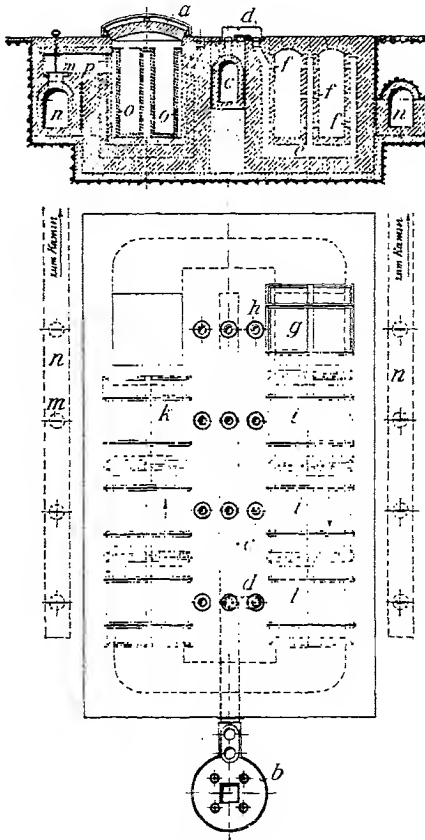 a d
m p c f f
n o o f n
e
zum Kamin zum Kamin
h
n g n
m k i
i
c
d l
b